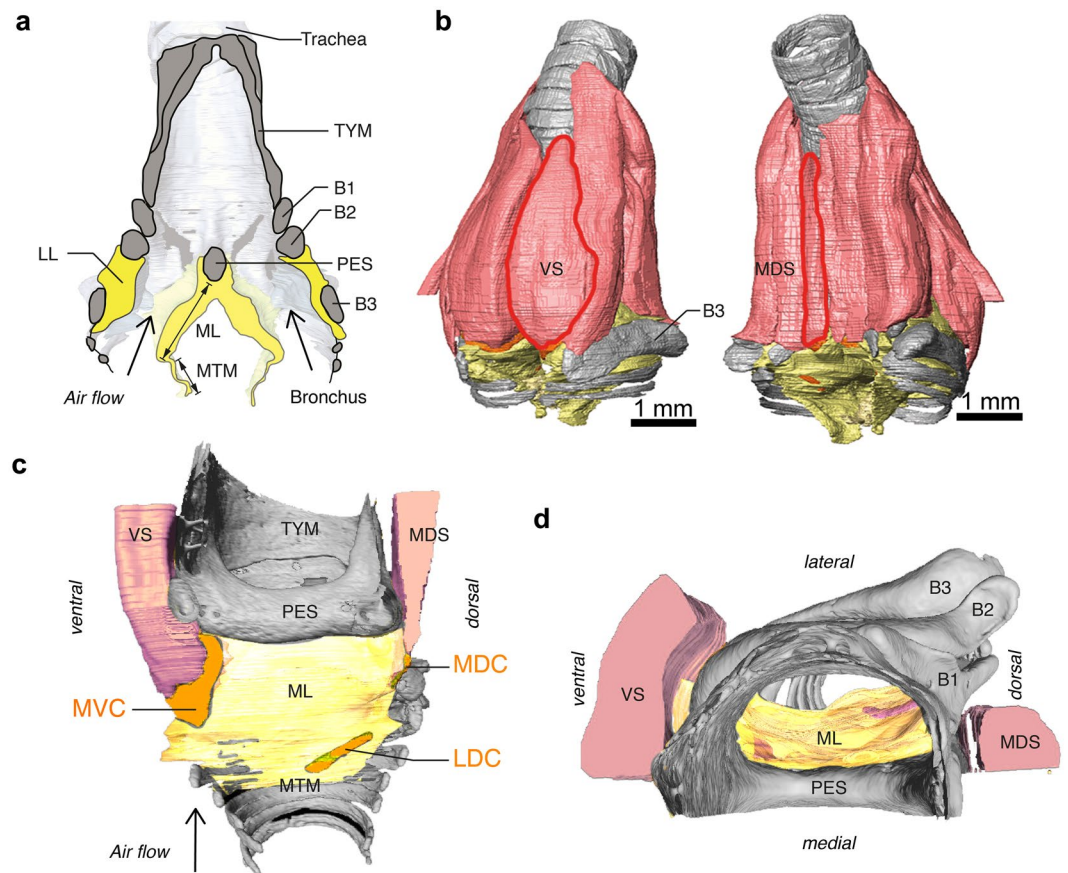 a
Trachea
TYM
B1
B2
LL
PES
B3
ML
MTM
Air flow
Bronchus
b
VS
MDS
B3
1 mm
1 mm
c
VS
TYM
MDS
ventral
dorsal
PES
MDC
ML
MVC
LDC
MTM
Air flow
d
lateral
B3
B2
B1
ventral
dorsal
VS
ML
MDS
PES
medial